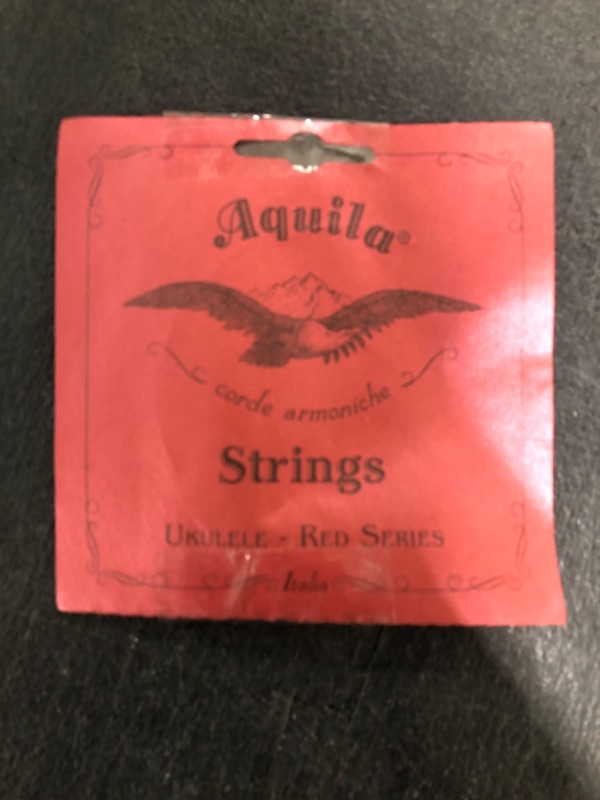 Aquila®
corde armoniche
Strings
UKULELE - RED SERIES
Italia